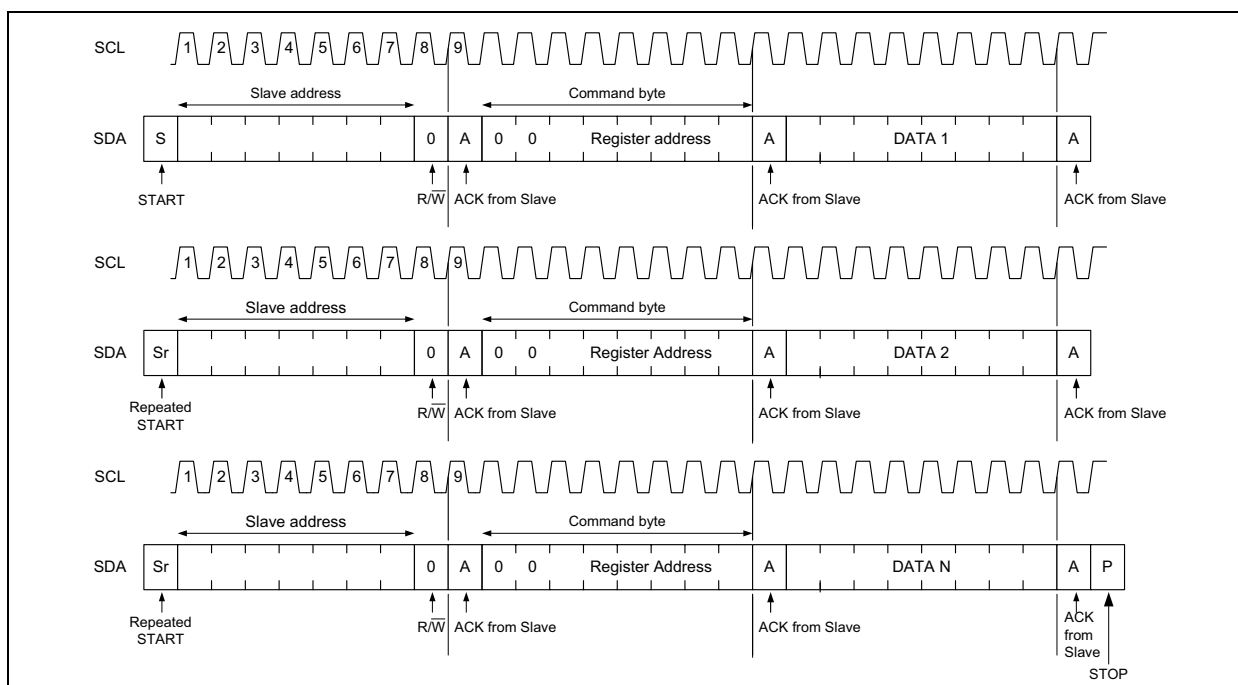 SCL 1 2 3 4 5 6 7 8 9
Slave address Command byte
SDA S 0 A 0 0 Register address A DATA 1 A
START R/W̅ ACK from Slave ACK from Slave ACK from Slave
SCL 1 2 3 4 5 6 7 8 9
Slave address Command byte
SDA Sr 0 A 0 0 Register Address A DATA 2 A
Repeated START R/W̅ ACK from Slave ACK from Slave ACK from Slave
SCL 1 2 3 4 5 6 7 8 9
Slave address Command byte
SDA Sr 0 A 0 0 Register Address A DATA N A P
Repeated START R/W̅ ACK from Slave ACK from Slave ACK from Slave
STOP